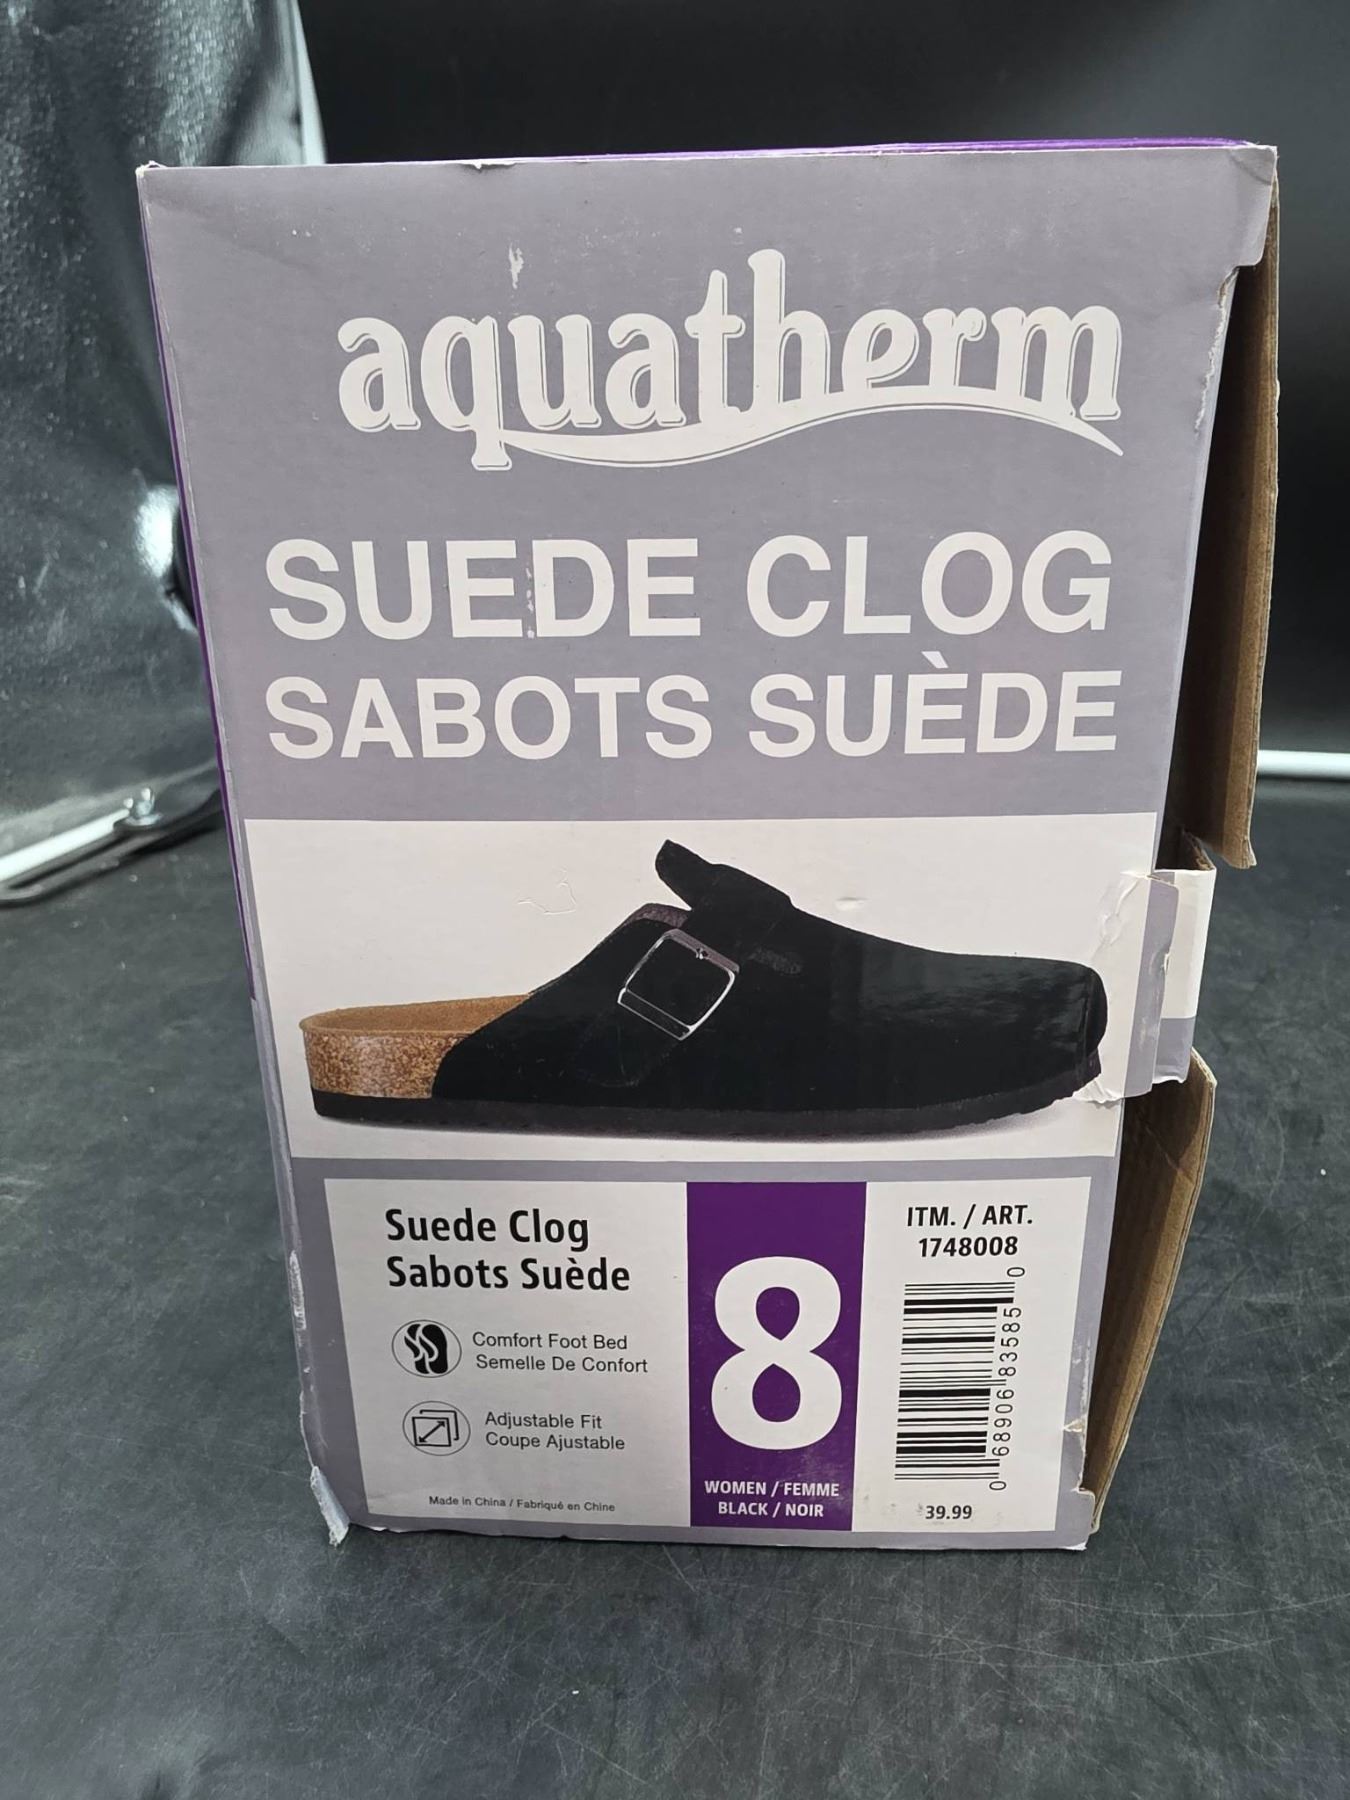 aquatherm
SUEDE CLOG
SABOTS SUÈDE
Suede Clog
Sabots Suède
Comfort Foot Bed
Semelle De Confort
Adjustable Fit
Coupe Ajustable
Made in China / Fabriqué en Chine
8
WOMEN / FEMME
BLACK / NOIR
ITM. / ART.
1748008
0 68906 83585 0
39.99